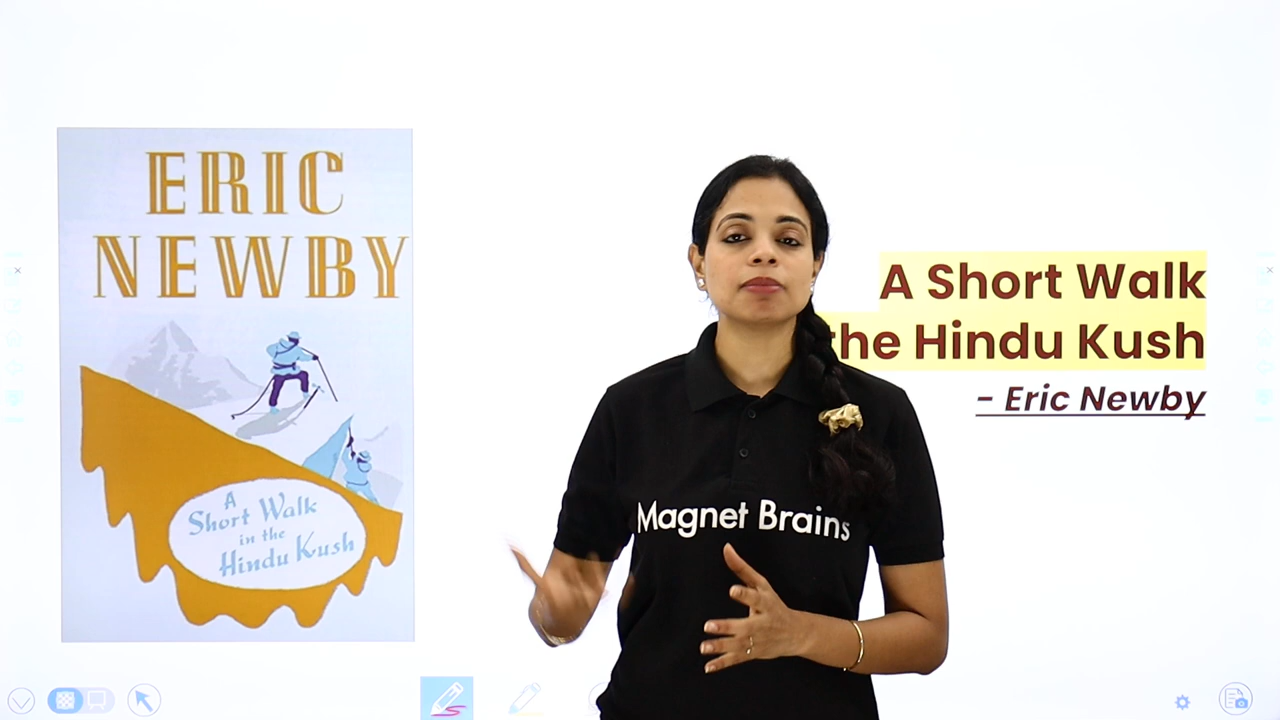 ERIC
NEWBY
A
Short Walk
in the
Hindu Kush
A Short Walk
the Hindu Kush
- Eric Newby
Magnet Brains